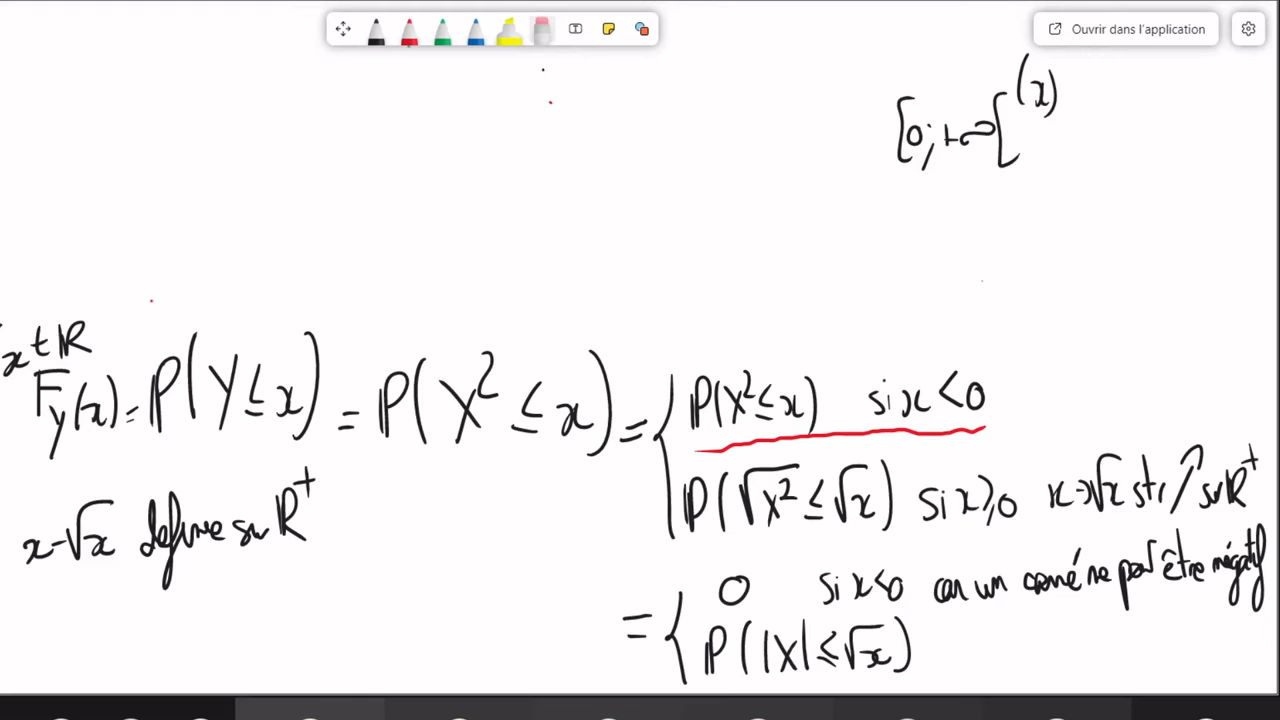 Ouvrir dans l'application
[0;+∞[ (x)
x ∈ ℝ
F_Y(x) = P(Y ≤ x) = P(X² ≤ x) = { P(X² ≤ x) si x < 0
P(√X² ≤ √x) si x ≥ 0 x→√x str ↗ sur ℝ⁺
x→√x définie sur ℝ⁺
= { 0 si x<0 car un carré ne peut être négatif
P(|X| ≤ √x)